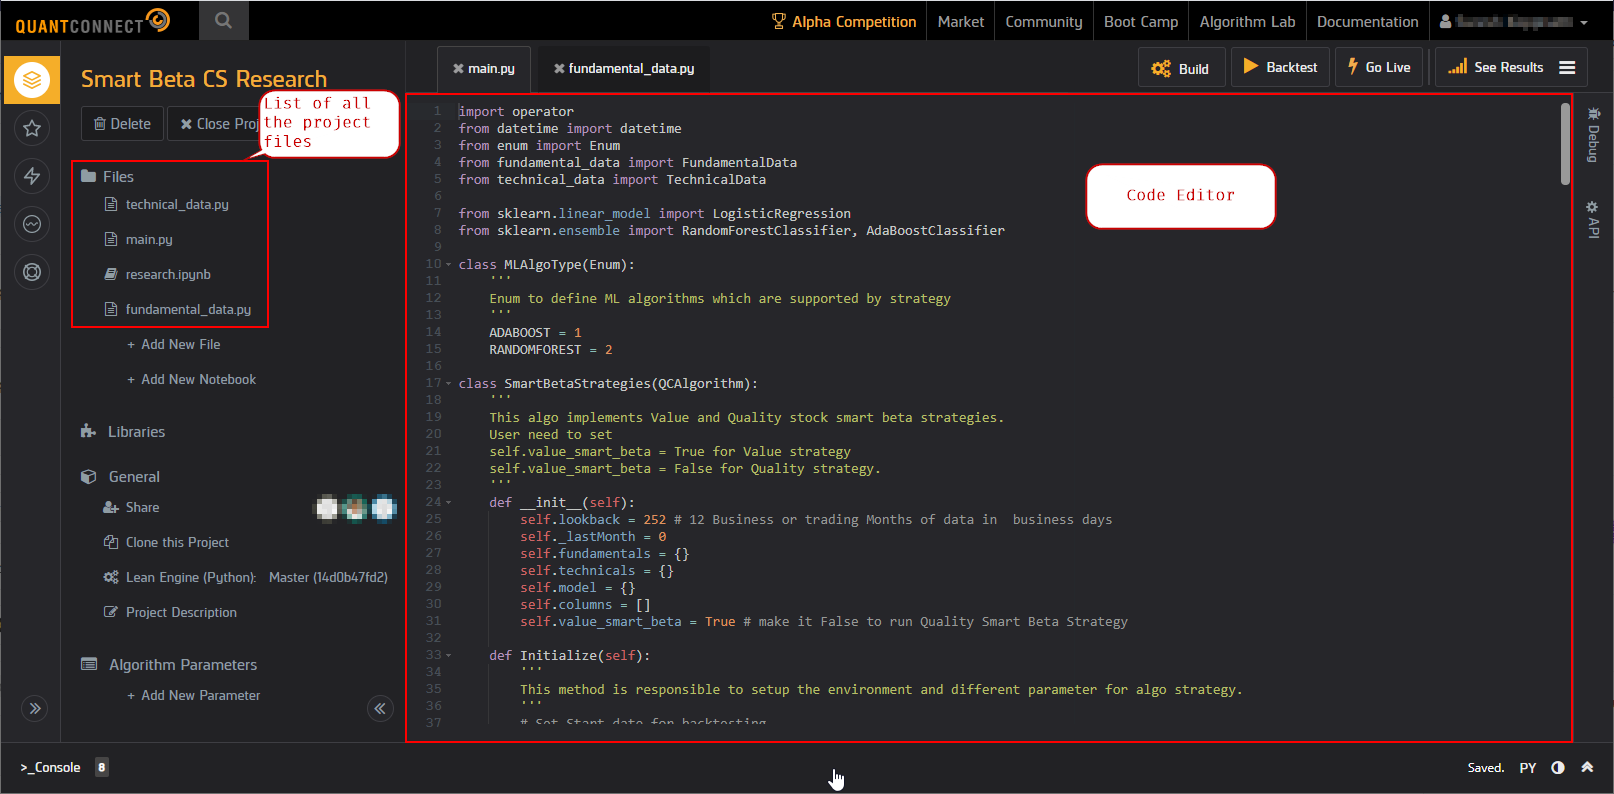 QUANTCONNECT
Alpha Competition
Market
Community
Boot Camp
Algorithm Lab
Documentation
Smart Beta CS Research
Delete
Close Proj
List of all
the project
files
Files
technical_data.py
main.py
research.ipynb
fundamental_data.py
+ Add New File
+ Add New Notebook
Libraries
General
Share
Clone this Project
Lean Engine (Python): Master (14d0b47fd2)
Project Description
Algorithm Parameters
+ Add New Parameter
main.py
fundamental_data.py
Build
Backtest
Go Live
See Results
Code Editor
1 import operator
2 from datetime import datetime
3 from enum import Enum
4 from fundamental_data import FundamentalData
5 from technical_data import TechnicalData
6
7 from sklearn.linear_model import LogisticRegression
8 from sklearn.ensemble import RandomForestClassifier, AdaBoostClassifier
9
10 class MLAlgoType(Enum):
11 '''
12 Enum to define ML algorithms which are supported by strategy
13 '''
14 ADABOOST = 1
15 RANDOMFOREST = 2
16
17 class SmartBetaStrategies(QCAlgorithm):
18 '''
19 This algo implements Value and Quality stock smart beta strategies.
20 User need to set
21 self.value_smart_beta = True for Value strategy
22 self.value_smart_beta = False for Quality strategy.
23 '''
24 def __init__(self):
25 self.lookback = 252 # 12 Business or trading Months of data in  business days
26 self._lastMonth = 0
27 self.fundamentals = {}
28 self.technicals = {}
29 self.model = {}
30 self.columns = []
31 self.value_smart_beta = True # make it False to run Quality Smart Beta Strategy
32
33 def Initialize(self):
34 '''
35 This method is responsible to setup the environment and different parameter for algo strategy.
36 '''
37 # Set Start date for backtesting
Debug
API
>_Console 8
Saved.
PY